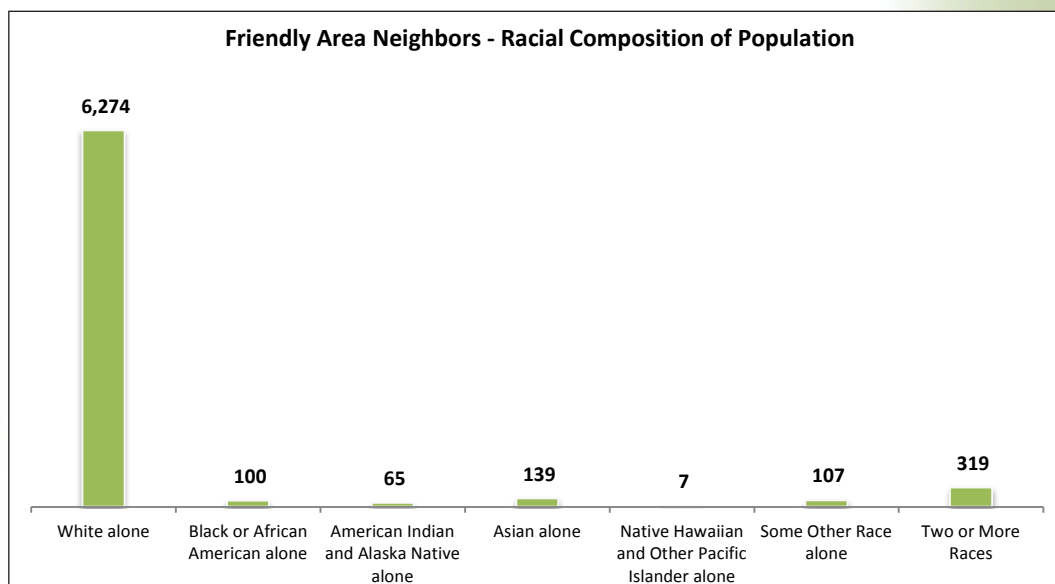 Friendly Area Neighbors - Racial Composition of Population
6,274
100
65
139
7
107
319
White alone
Black or African
American alone
American Indian
and Alaska Native
alone
Asian alone
Native Hawaiian
and Other Pacific
Islander alone
Some Other Race
alone
Two or More
Races